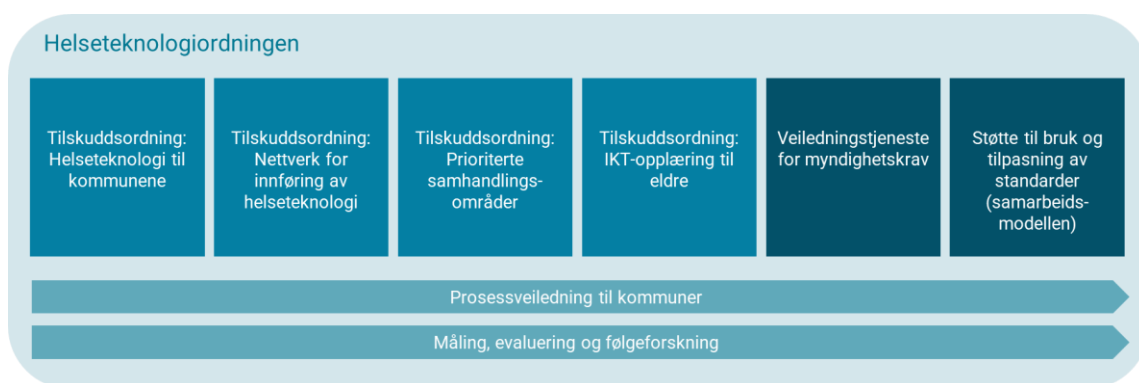 Helseteknologiordningen
Tilskuddsordning:
Helseteknologi til
kommunene
Tilskuddsordning:
Nettverk for
innføring av
helseteknologi
Tilskuddsordning:
Prioriterte
samhandlings-
områder
Tilskuddsordning:
IKT-opplæring til
eldre
Veiledningstjeneste
for myndighetskrav
Støtte til bruk og
tilpasning av
standarder
(samarbeids-
modellen)
Prosessveiledning til kommuner
Måling, evaluering og følgeforskning